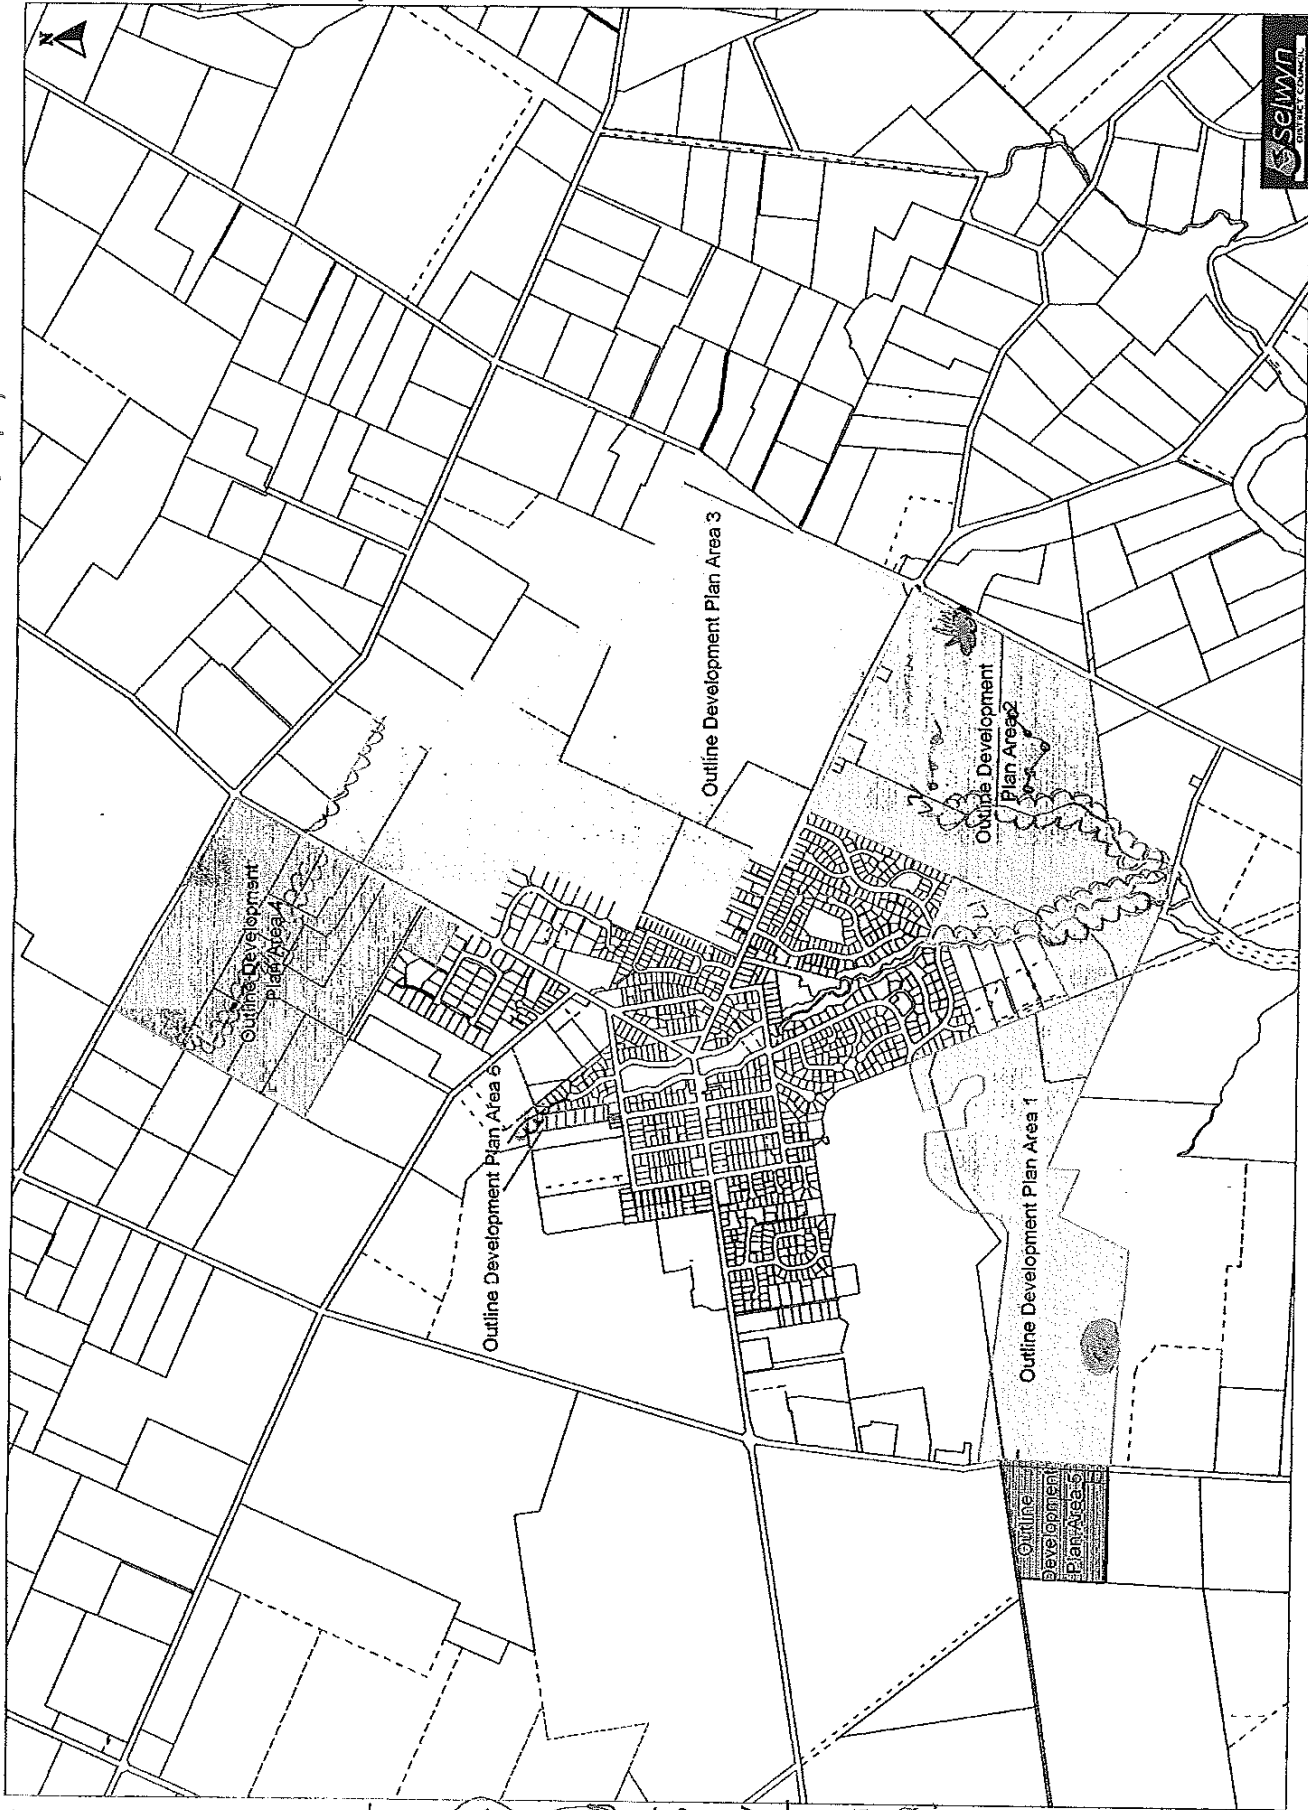 N
Selwyn
DISTRICT COUNCIL
Outline Development Plan Area 3
Outline Development
Plan Area 4
Outline Development
Plan Area 2
Outline Development Plan Area 6
Outline Development Plan Area 1
Outline
Development
Plan Area 5